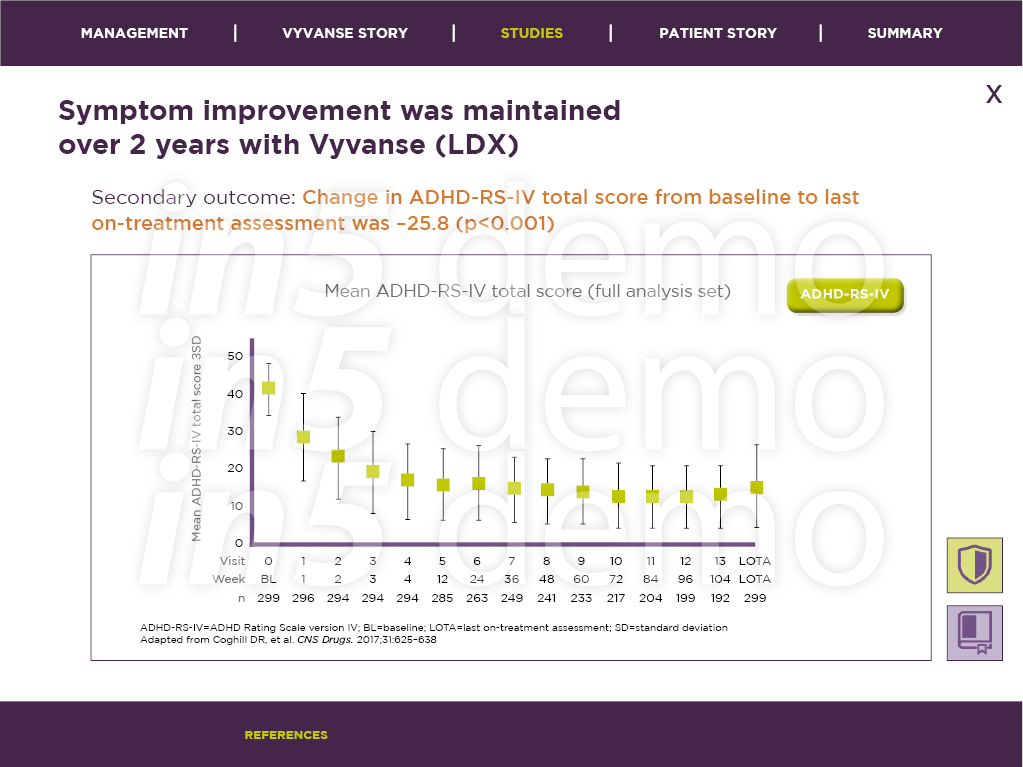 MANAGEMENT | VYVANSE STORY | STUDIES | PATIENT STORY | SUMMARY
X
Symptom improvement was maintained
over 2 years with Vyvanse (LDX)
Secondary outcome: Change in ADHD-RS-IV total score from baseline to last
on-treatment assessment was –25.8 (p<0.001)
in5 demo
in5 demo
in5 demo
Mean ADHD-RS-IV total score (full analysis set)
ADHD-RS-IV
Mean ADHD-RS-IV total score 3SD
50
40
30
20
10
0
Visit 0 1 2 3 4 5 6 7 8 9 10 11 12 13 LOTA
Week BL 1 2 3 4 12 24 36 48 60 72 84 96 104 LOTA
n 299 296 294 294 294 285 263 249 241 233 217 204 199 192 299
ADHD-RS-IV=ADHD Rating Scale version IV; BL=baseline; LOTA=last on-treatment assessment; SD=standard deviation
Adapted from Coghill DR, et al. CNS Drugs. 2017;31:625–638
REFERENCES